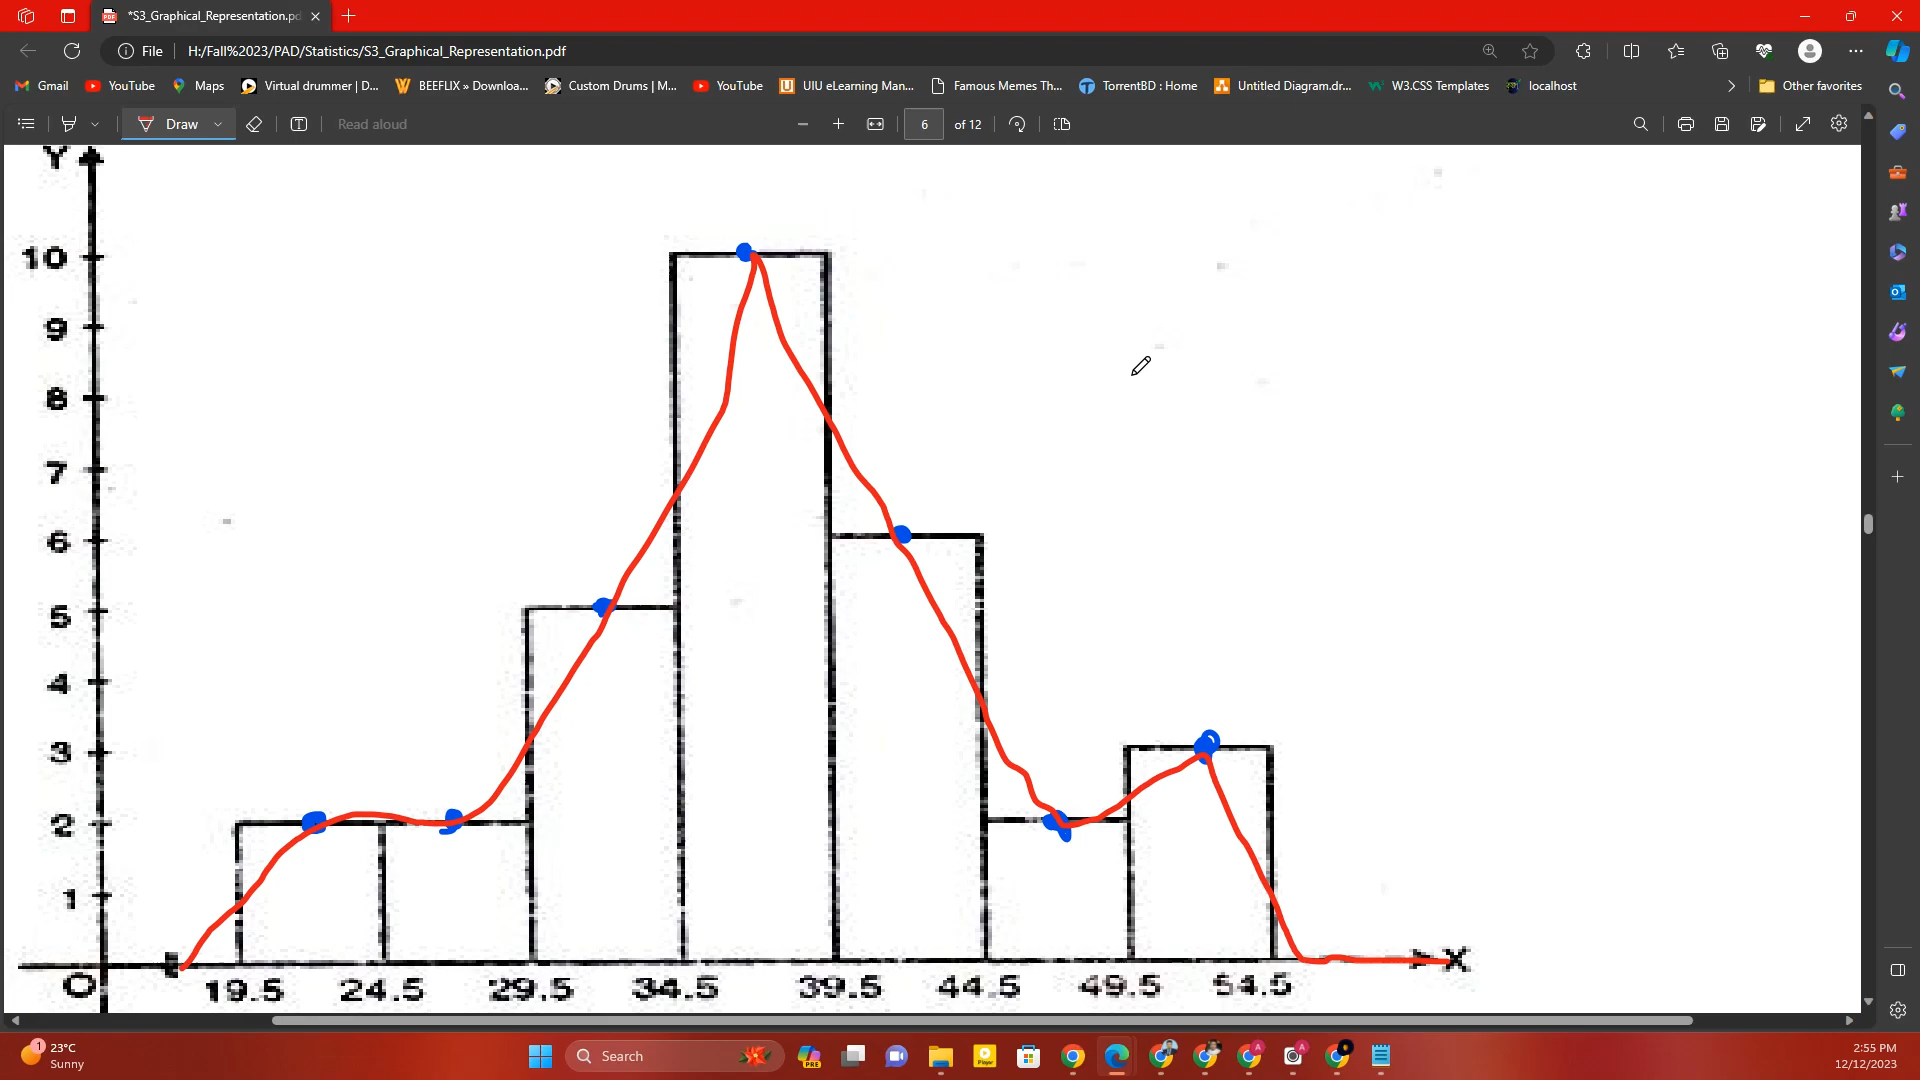 *S3_Graphical_Representation.pd
File
H:/Fall%2023/PAD/Statistics/S3_Graphical_Representation.pdf
Gmail
YouTube
Maps
Virtual drummer | D...
BEEFLIX » Downloa...
Custom Drums | M...
YouTube
UIU eLearning Man...
Famous Memes Th...
TorrentBD : Home
Untitled Diagram.dr...
W3.CSS Templates
localhost
Other favorites
Draw
Read aloud
6
of 12
Y
10
9
8
7
6
5
4
3
2
1
X
O
19.5
24.5
29.5
34.5
39.5
44.5
49.5
54.5
1
23°C
Sunny
Search
PRE
2:55 PM
12/12/2023